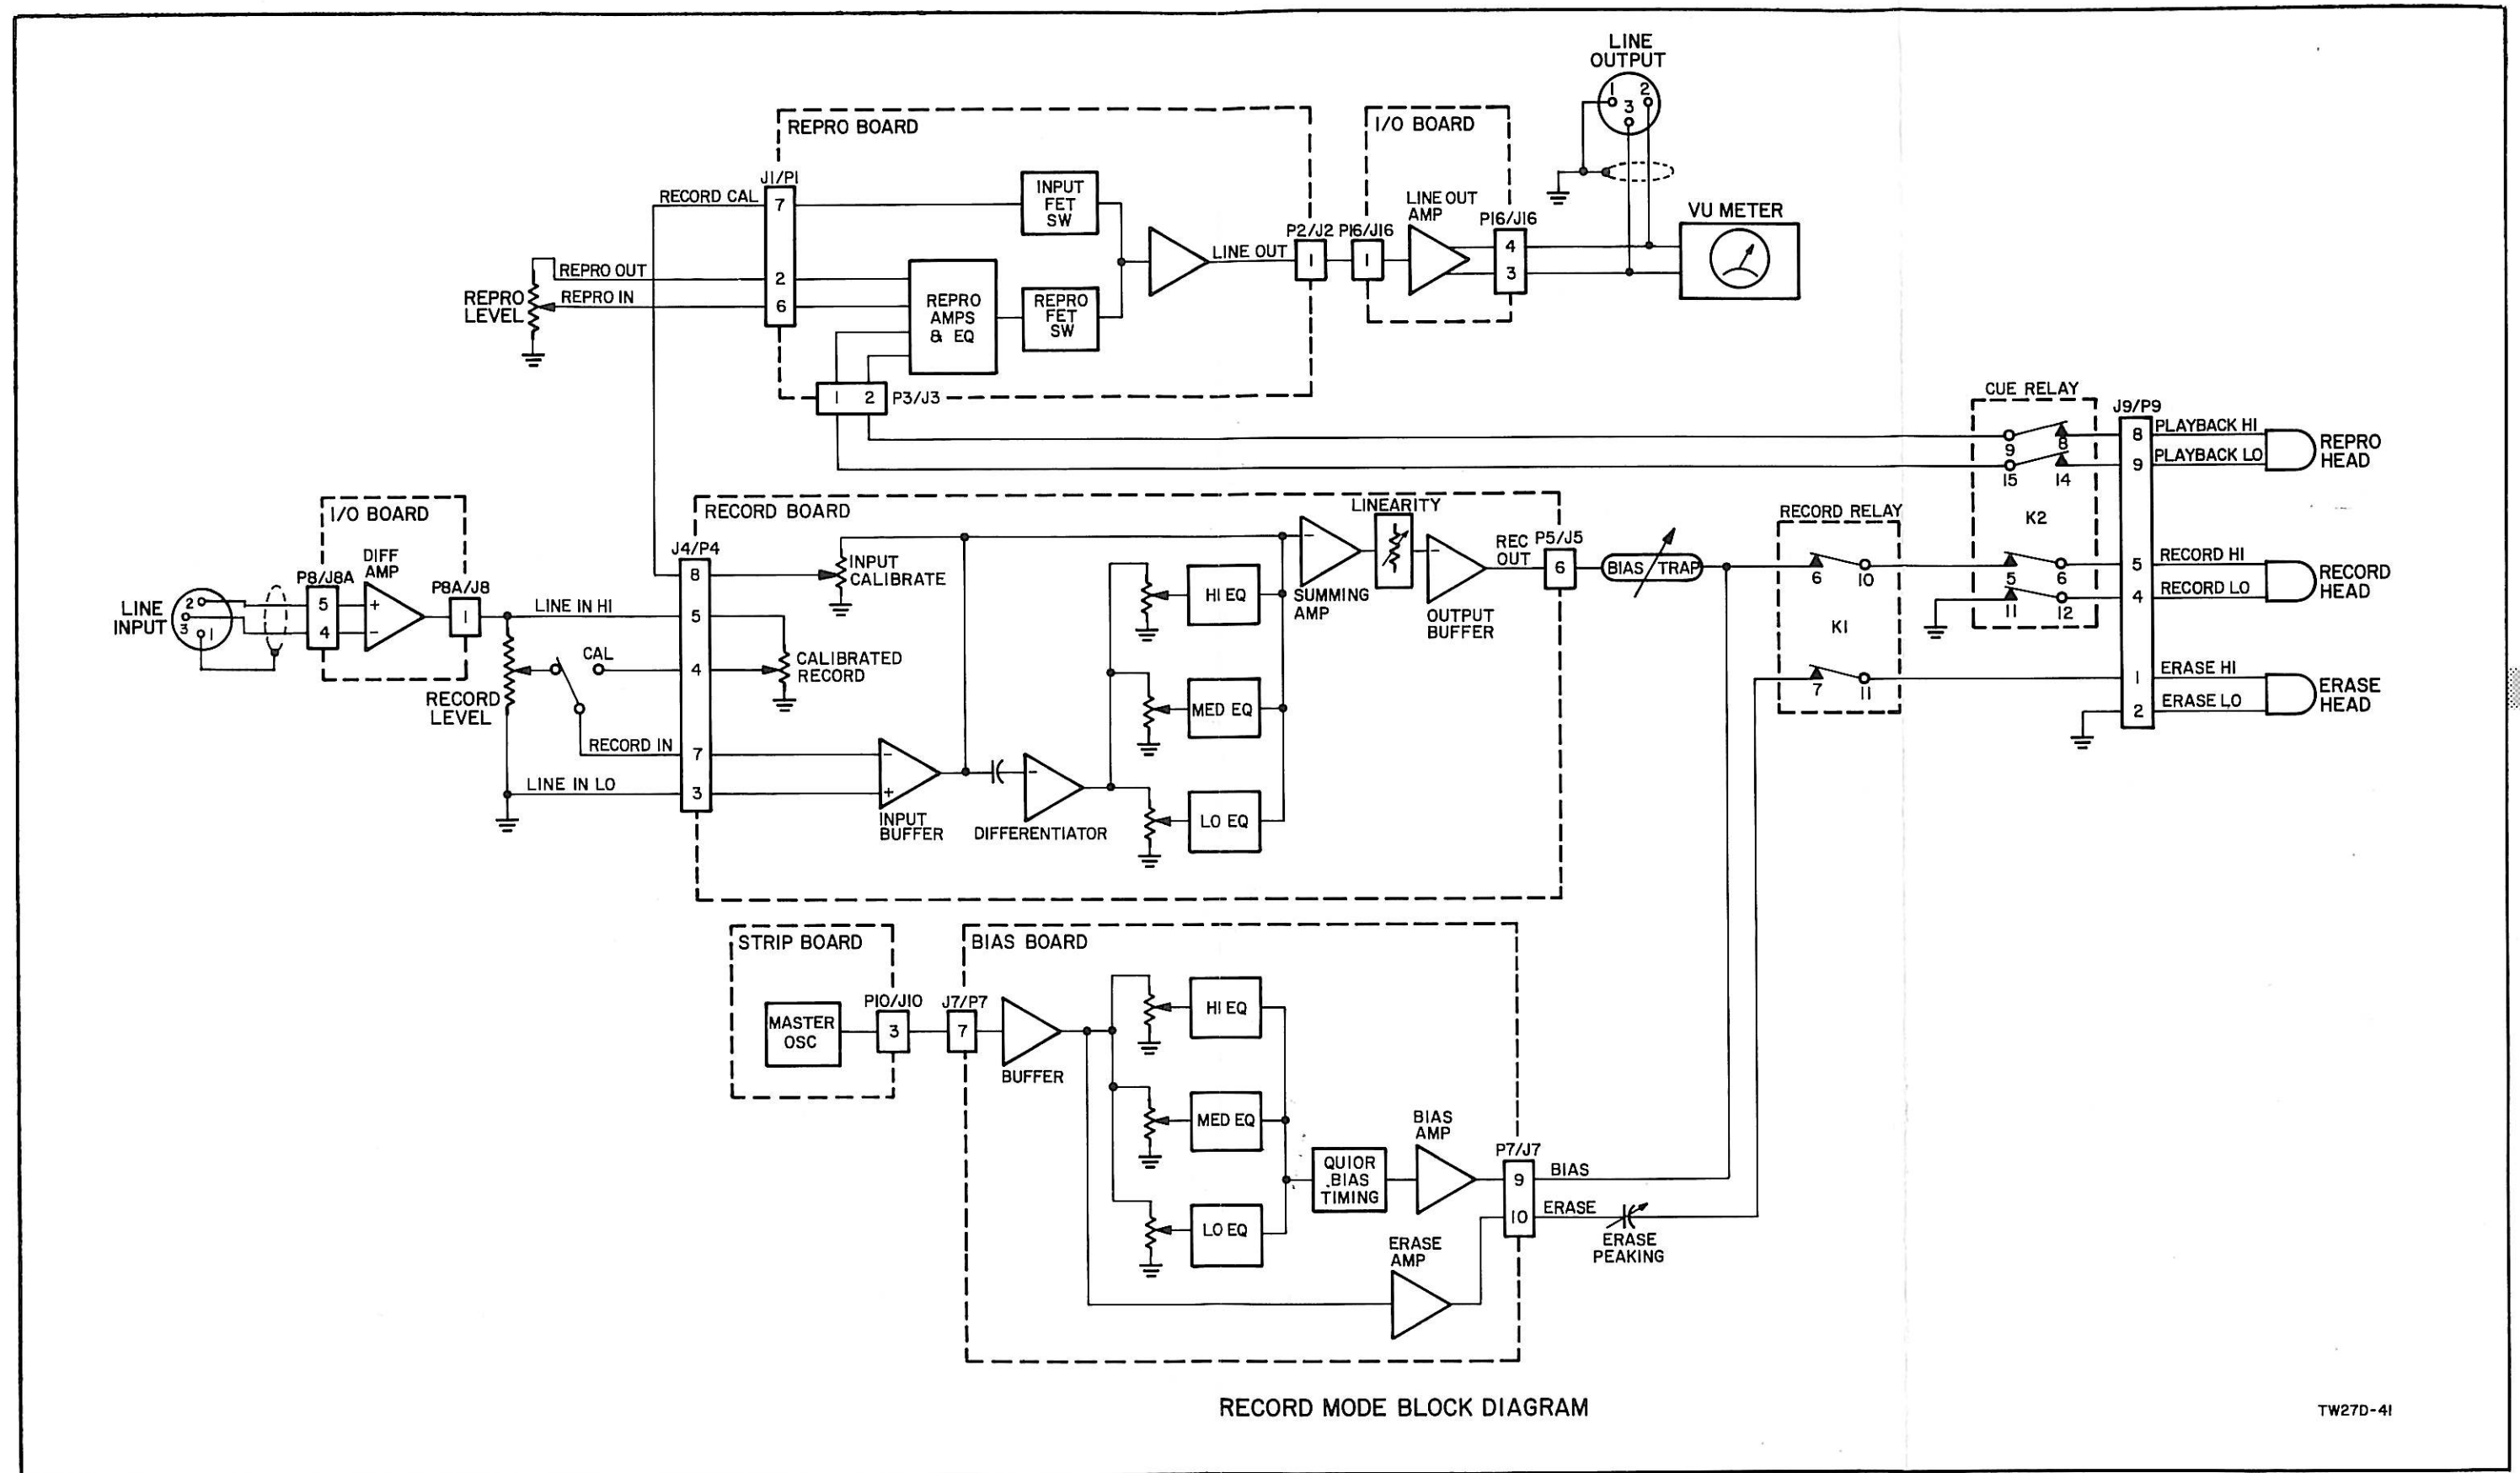 LINE
OUTPUT
1 2
3
REPRO BOARD
I/O BOARD
J1/P1
RECORD CAL
7
INPUT
FET
SW
LINE OUT
AMP
P16/J16
VU METER
P2/J2
P16/J16
LINE OUT
1
1
4
3
REPRO OUT
2
REPRO
LEVEL
REPRO IN
6
REPRO
AMPS
& EQ
REPRO
FET
SW
1 2
P3/J3
CUE RELAY
J9/P9
9
8
8
PLAYBACK HI
15
14
9
PLAYBACK LO
REPRO
HEAD
K2
I/O BOARD
DIFF
AMP
P8/J8A
P8A/J8
LINE
INPUT
2
3
1
5
4
+
-
1
LINE IN HI
CAL
RECORD
LEVEL
RECORD IN
LINE IN LO
RECORD BOARD
J4/P4
8
5
4
7
3
INPUT
CALIBRATE
CALIBRATED
RECORD
-
+
INPUT
BUFFER
-
DIFFERENTIATOR
HI EQ
MED EQ
LO EQ
-
SUMMING
AMP
LINEARITY
-
OUTPUT
BUFFER
REC
OUT
P5/J5
6
BIAS TRAP
RECORD RELAY
6
10
K1
7
11
5
6
11
12
5
RECORD HI
4
RECORD LO
RECORD
HEAD
1
ERASE HI
2
ERASE LO
ERASE
HEAD
STRIP BOARD
MASTER
OSC
P10/J10
3
BIAS BOARD
J7/P7
7
BUFFER
HI EQ
MED EQ
LO EQ
QUIOR
BIAS
TIMING
BIAS
AMP
ERASE
AMP
P7/J7
9
BIAS
10
ERASE
ERASE
PEAKING
RECORD MODE BLOCK DIAGRAM
TW27D-41